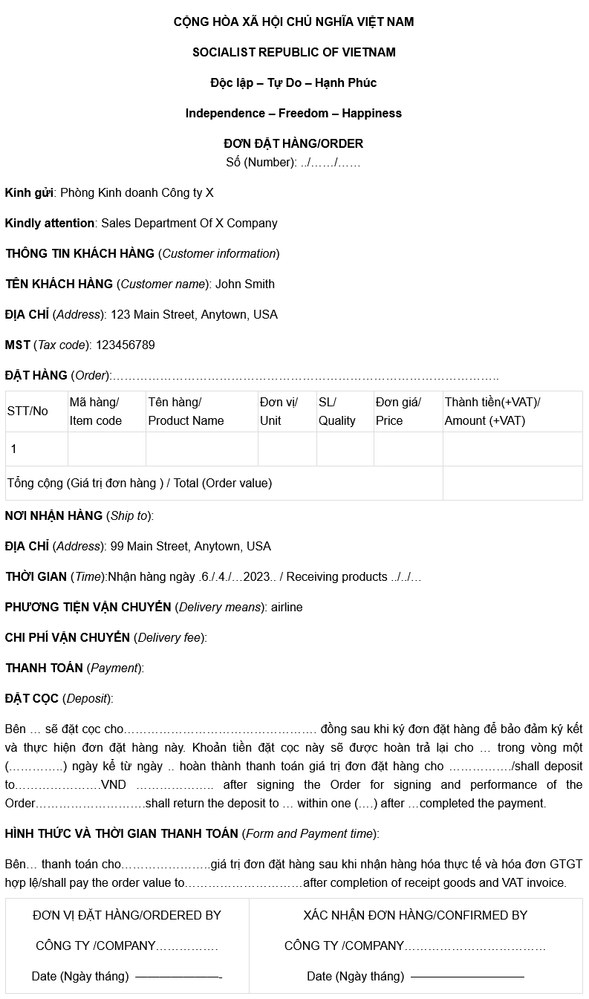 CỘNG HÒA XÃ HỘI CHỦ NGHĨA VIỆT NAM
SOCIALIST REPUBLIC OF VIETNAM
Độc lập – Tự Do – Hạnh Phúc
Independence – Freedom – Happiness
ĐƠN ĐẶT HÀNG/ORDER
Số (Number): ../……/……
Kính gửi: Phòng Kinh doanh Công ty X
Kindly attention: Sales Department Of X Company
THÔNG TIN KHÁCH HÀNG (Customer information)
TÊN KHÁCH HÀNG (Customer name): John Smith
ĐỊA CHỈ (Address): 123 Main Street, Anytown, USA
MST (Tax code): 123456789
ĐẶT HÀNG (Order):……………………………………………………………………………………..
STT/No Mã hàng/ Item code Tên hàng/ Product Name Đơn vị/ Unit SL/ Quality Đơn giá/ Price Thành tiền(+VAT)/ Amount (+VAT)
1
Tổng cộng (Giá trị đơn hàng ) / Total (Order value)
NƠI NHẬN HÀNG (Ship to):
ĐỊA CHỈ (Address): 99 Main Street, Anytown, USA
THỜI GIAN (Time):Nhận hàng ngày .6./.4./…2023.. / Receiving products ../../…
PHƯƠNG TIỆN VẬN CHUYỂN (Delivery means): airline
CHI PHÍ VẬN CHUYỂN (Delivery fee):
THANH TOÁN (Payment):
ĐẶT CỌC (Deposit):
Bên … sẽ đặt cọc cho…………………………………………. đồng sau khi ký đơn đặt hàng để bảo đảm ký kết
và thực hiện đơn đặt hàng này. Khoản tiền đặt cọc này sẽ được hoàn trả lại cho … trong vòng một
(…………..) ngày kể từ ngày .. hoàn thành thanh toán giá trị đơn đặt hàng cho ……………./shall deposit
to………………….VND ……………….. after signing the Order for signing and performance of the
Order……………………….shall return the deposit to … within one (….) after …completed the payment.
HÌNH THỨC VÀ THỜI GIAN THANH TOÁN (Form and Payment time):
Bên… thanh toán cho…………………..giá trị đơn đặt hàng sau khi nhận hàng hóa thực tế và hóa đơn GTGT
hợp lệ/shall pay the order value to…………………………after completion of receipt goods and VAT invoice.
ĐƠN VỊ ĐẶT HÀNG/ORDERED BY XÁC NHẬN ĐƠN HÀNG/CONFIRMED BY
CÔNG TY /COMPANY……………. CÔNG TY /COMPANY………………………………
Date (Ngày tháng) ———————- Date (Ngày tháng) —————————–